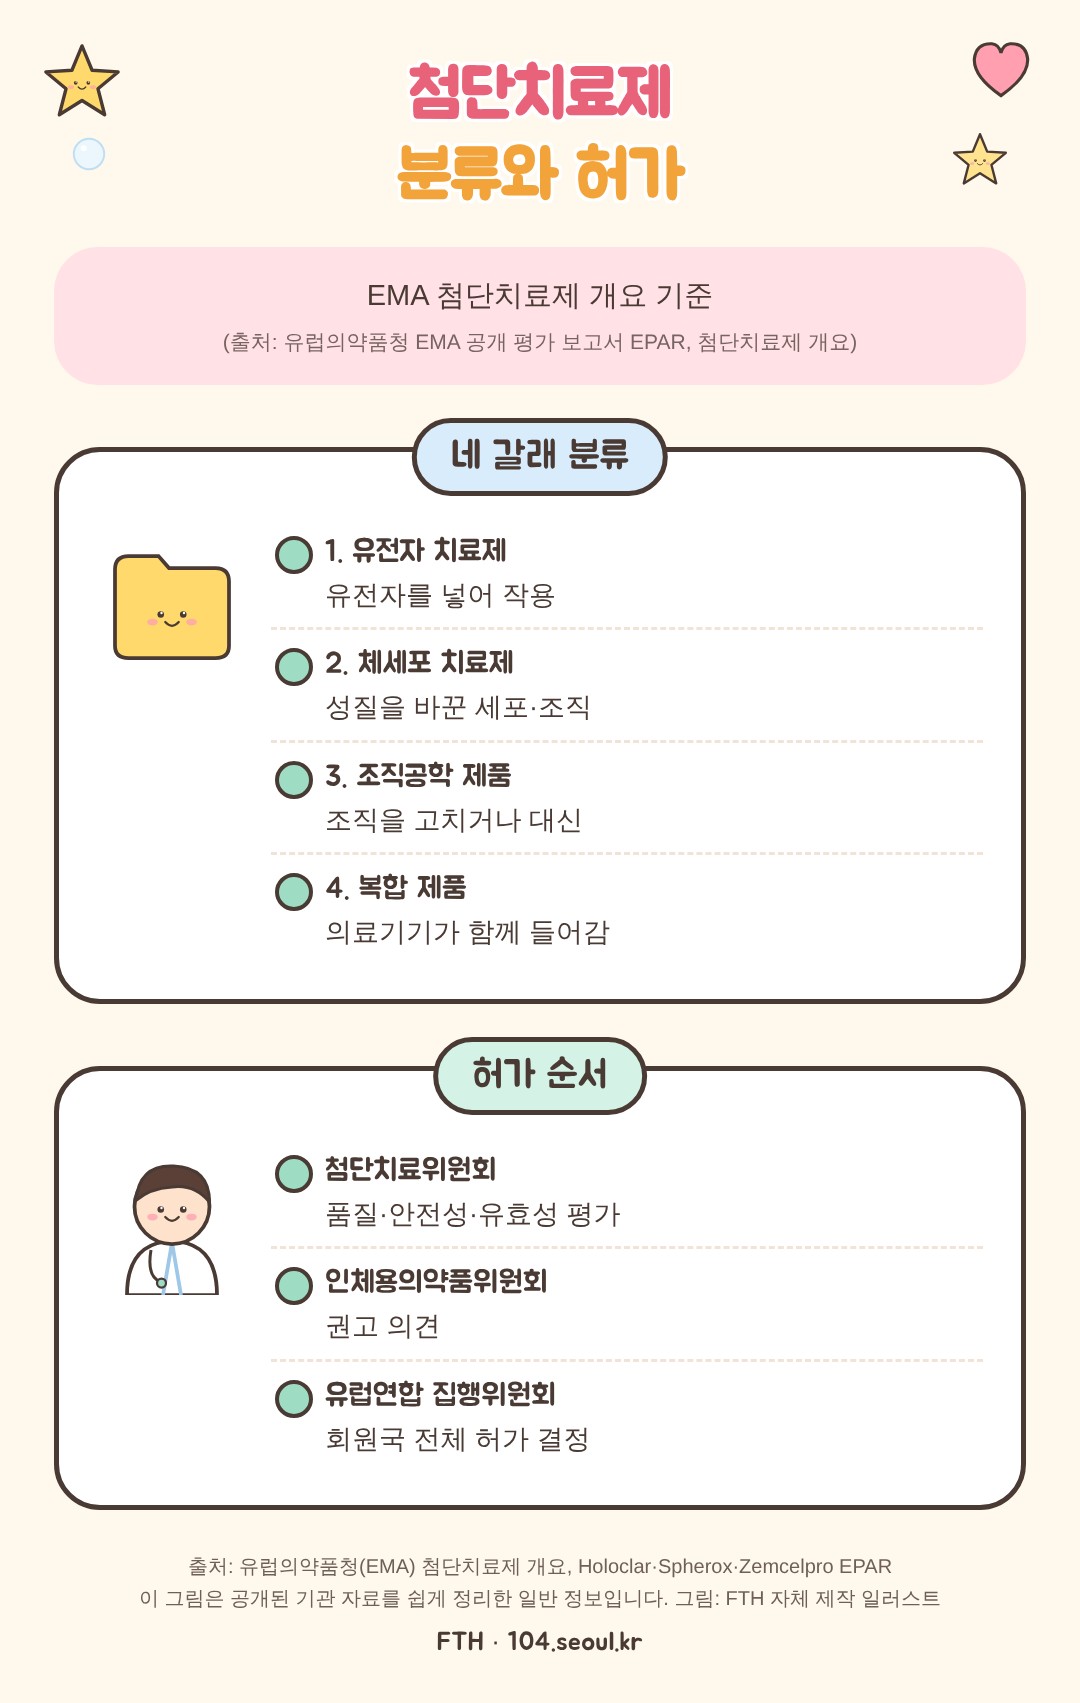 첨단치료제
분류와 허가
EMA 첨단치료제 개요 기준
(출처: 유럽의약품청 EMA 공개 평가 보고서 EPAR, 첨단치료제 개요)
네 갈래 분류
1. 유전자 치료제
유전자를 넣어 작용
2. 체세포 치료제
성질을 바꾼 세포·조직
3. 조직공학 제품
조직을 고치거나 대신
4. 복합 제품
의료기기가 함께 들어감
허가 순서
첨단치료위원회
품질·안전성·유효성 평가
인체용의약품위원회
권고 의견
유럽연합 집행위원회
회원국 전체 허가 결정
출처: 유럽의약품청(EMA) 첨단치료제 개요, Holoclar·Spherox·Zemcelpro EPAR
이 그림은 공개된 기관 자료를 쉽게 정리한 일반 정보입니다. 그림: FTH 자체 제작 일러스트
FTH · 104.seoul.kr